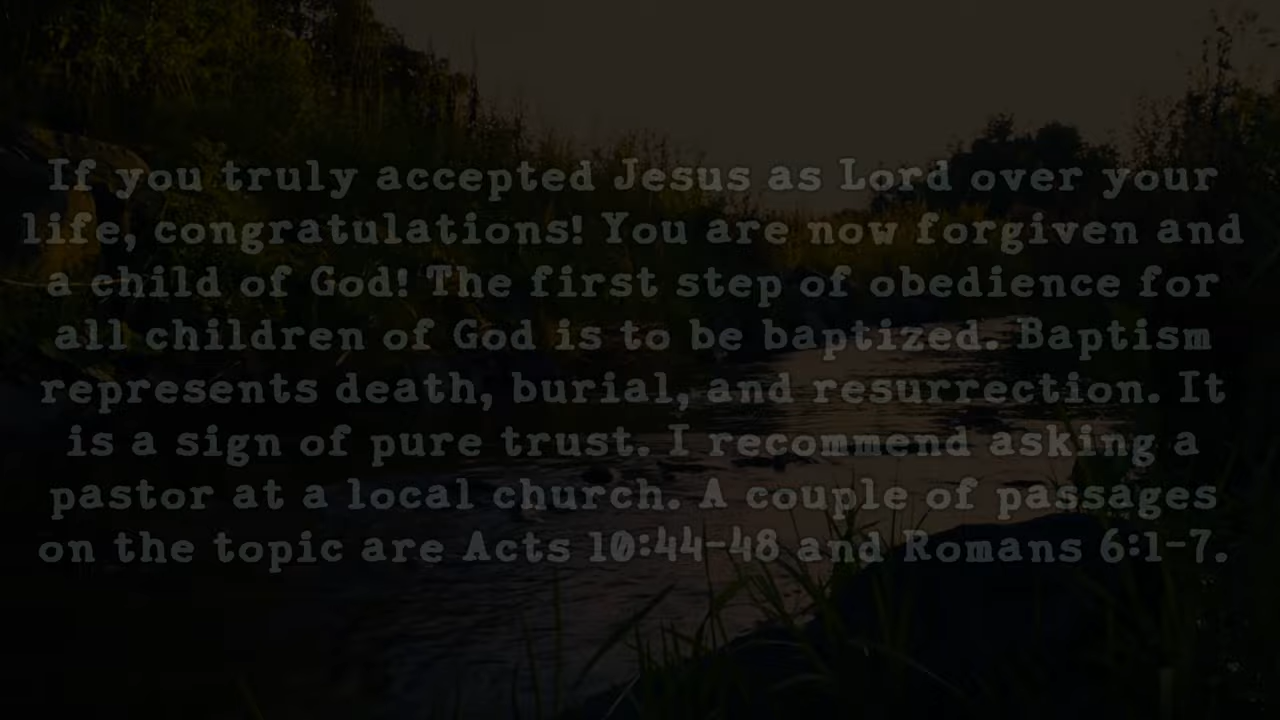 If you truly accepted Jesus as Lord over your
life, congratulations! You are now forgiven and
a child of God! The first step of obedience for
all children of God is to be baptized. Baptism
represents death, burial, and resurrection. It
is a sign of pure trust. I recommend asking a
pastor at a local church. A couple of passages
on the topic are Acts 10:44-48 and Romans 6:1-7.